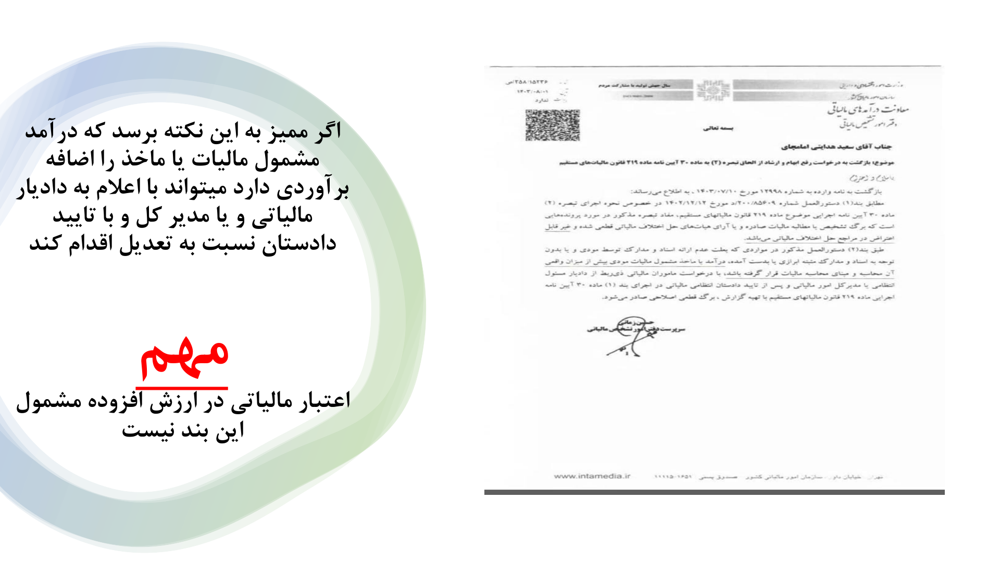 اگر ممیز به این نکته برسد که درآمد
مشمول مالیات یا ماخذ را اضافه
برآوردی دارد میتواند با اعلام به دادیار
مالیاتی و یا مدیر کل و با تایید
دادستان نسبت به تعدیل اقدام کند
مهم
اعتبار مالیاتی در ارزش افزوده مشمول
این بند نیست
وزارت امور اقتصادی و دارایی
سازمان امور مالیاتی کشور
معاونت درآمدهای مالیاتی
دفتر امور تشخیص مالیاتی
سال جهش تولید با مشارکت مردم
۲۵۸/۱۵۲۳۶/ص
۱۴۰۳/۰۸/۰۱
ندارد
بسمه تعالی
جناب آقای سعید هدایتی امامچای
موضوع: بازگشت به درخواست رفع ابهام و ارشاد از الحاق تبصره (۲) به ماده ۳۰ آیین نامه ماده ۲۱۹ قانون مالیات‌های مستقیم
با سلام و احترام
بازگشت به نامه وارده به شماره ۱۲۹۹۸ مورخ ۱۴۰۳/۰۷/۱۰ ، به اطلاع می‌رساند:
مطابق بند(۱) دستورالعمل شماره ۲۰۰/۸۵۶۰۹/د مورخ ۱۴۰۲/۱۲/۱۲ در خصوص نحوه اجرای تبصره (۲)
ماده ۳۰ آیین نامه اجرایی موضوع ماده ۲۱۹ قانون مالیاتهای مستقیم، مفاد تبصره مذکور در مورد پرونده‌هایی
است که برگ تشخیص یا مطالبه مالیات صادره و یا آرای هیات‌های حل اختلاف مالیاتی قطعی شده و غیر قابل
اعتراض در مراجع حل اختلاف مالیاتی می‌باشد.
طبق بند(۲) دستورالعمل مذکور در مواردی که بعلت عدم ارائه اسناد و مدارک توسط مودی و یا بدون
توجه به اسناد و مدارک مثبته ابرازی یا بدست آمده، درآمد یا ماخذ مشمول مالیات مودی بیش از میزان واقعی
آن محاسبه و مبنای محاسبه مالیات قرار گرفته باشد، با درخواست ماموران مالیاتی ذی‌ربط از دادیار مسئول
انتظامی یا مدیرکل امور مالیاتی و پس از تایید دادستان انتظامی مالیاتی در اجرای بند (۱) ماده ۳۰ آیین نامه
اجرایی ماده ۲۱۹ قانون مالیاتهای مستقیم با تهیه گزارش ، برگ قطعی اصلاحی صادر می‌شود.
حسین زمانی
سرپرست دفتر امور تشخیص مالیاتی
تهران - خیابان داور - سازمان امور مالیاتی کشور صندوق پستی ۱۶۵۱-۱۱۱۱۵
www.intamedia.ir